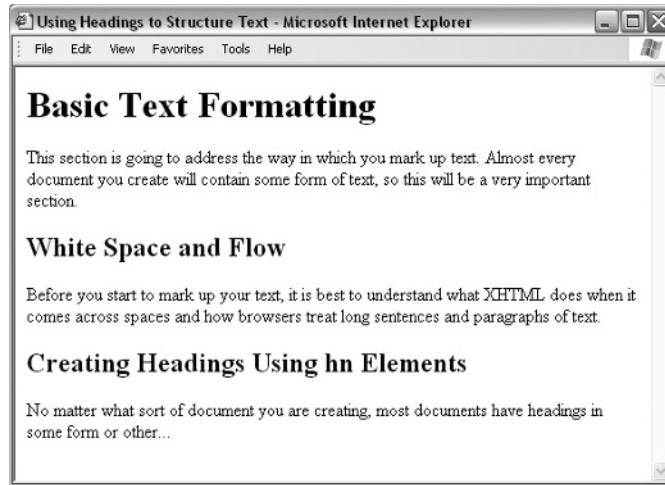 Using Headings to Structure Text - Microsoft Internet Explorer
File Edit View Favorites Tools Help
Basic Text Formatting
This section is going to address the way in which you mark up text. Almost every
document you create will contain some form of text, so this will be a very important
section.
White Space and Flow
Before you start to mark up your text, it is best to understand what XHTML does when it
comes across spaces and how browsers treat long sentences and paragraphs of text.
Creating Headings Using hn Elements
No matter what sort of document you are creating, most documents have headings in
some form or other...